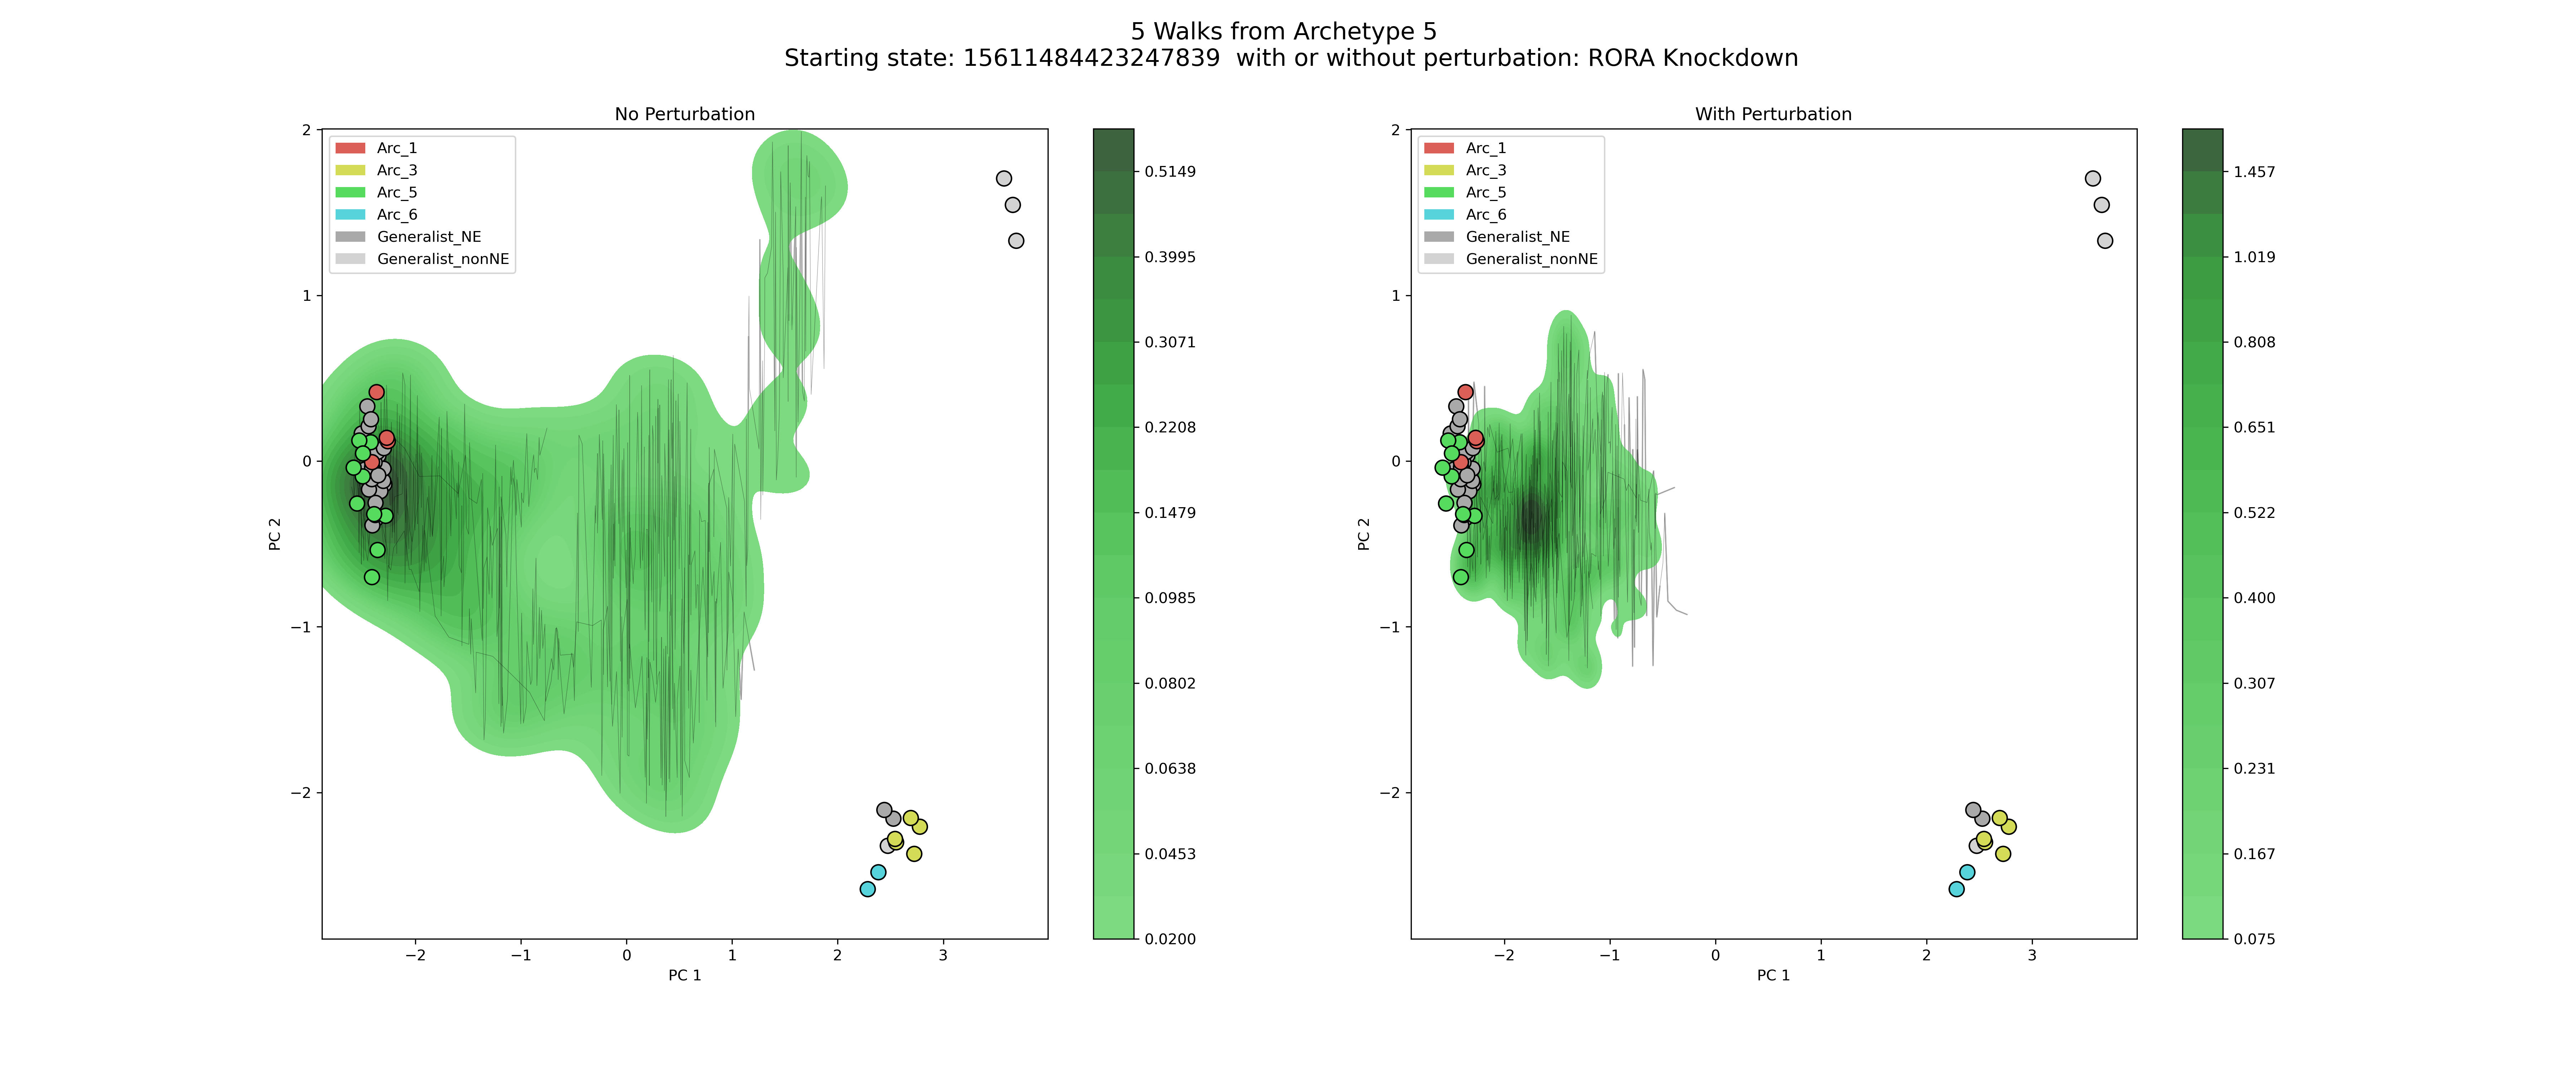 5 Walks from Archetype 5
Starting state: 15611484423247839  with or without perturbation: RORA Knockdown
No Perturbation
Arc_1
Arc_3
Arc_5
Arc_6
Generalist_NE
Generalist_nonNE
PC 2
2
1
0
−1
−2
−2
−1
0
1
2
3
PC 1
0.5149
0.3995
0.3071
0.2208
0.1479
0.0985
0.0802
0.0638
0.0453
0.0200
With Perturbation
Arc_1
Arc_3
Arc_5
Arc_6
Generalist_NE
Generalist_nonNE
PC 2
2
1
0
−1
−2
−2
−1
0
1
2
3
PC 1
1.457
1.019
0.808
0.651
0.522
0.400
0.307
0.231
0.167
0.075